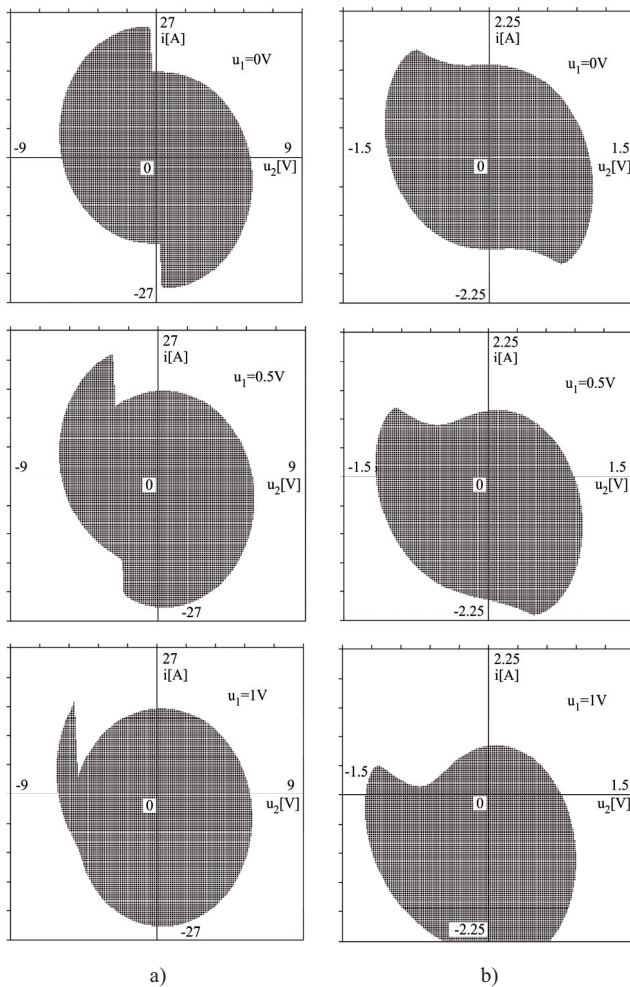 27
i[A]
u1=0V
-9
9
0
u2[V]
-27
2.25
i[A]
u1=0V
-1.5
1.5
0
u2[V]
-2.25
27
i[A]
u1=0.5V
-9
9
0
u2[V]
-27
2.25
i[A]
u1=0.5V
-1.5
1.5
0
u2[V]
-2.25
27
i[A]
u1=1V
-9
9
0
u2[V]
-27
2.25
i[A]
u1=1V
-1.5
1.5
0
u2[V]
-2.25
a)
b)